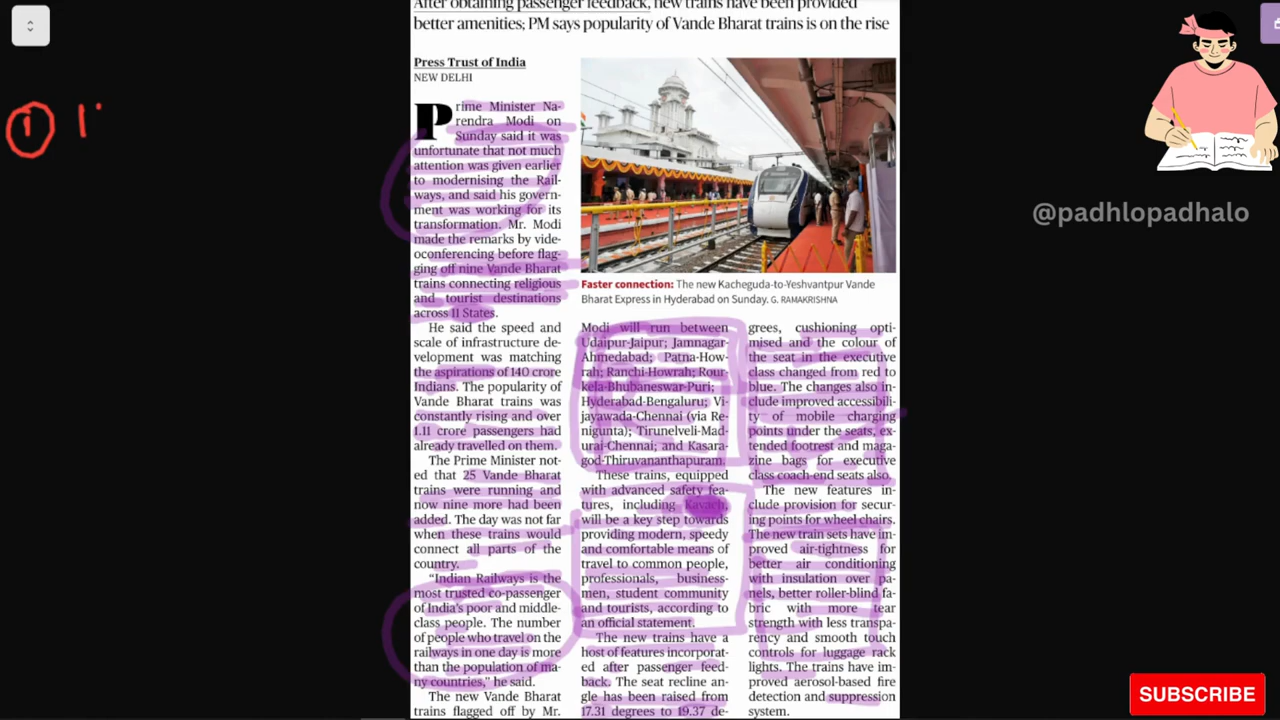 After obtaining passenger feedback, new trains have been provided
better amenities; PM says popularity of Vande Bharat trains is on the rise
Press Trust of India
NEW DELHI
Prime Minister Na-
rendra Modi on
Sunday said it was
unfortunate that not much
attention was given earlier
to modernising the Rail-
ways, and said his govern-
ment was working for its
transformation. Mr. Modi
made the remarks by vide-
oconferencing before flag-
ging off nine Vande Bharat
trains connecting religious
and tourist destinations
across 11 States.
He said the speed and
scale of infrastructure de-
velopment was matching
the aspirations of 140 crore
Indians. The popularity of
Vande Bharat trains was
constantly rising and over
1.11 crore passengers had
already travelled on them.
The Prime Minister not-
ed that 25 Vande Bharat
trains were running and
now nine more had been
added. The day was not far
when these trains would
connect all parts of the
country.
"Indian Railways is the
most trusted co-passenger
of India's poor and middle-
class people. The number
of people who travel on the
railways in one day is more
than the population of ma-
ny countries," he said.
The new Vande Bharat
trains flagged off by Mr.
Faster connection: The new Kacheguda-to-Yeshvantpur Vande
Bharat Express in Hyderabad on Sunday. G. RAMAKRISHNA
Modi will run between
Udaipur-Jaipur; Jamnagar-
Ahmedabad; Patna-How-
rah; Ranchi-Howrah; Rour-
kela-Bhubaneswar-Puri;
Hyderabad-Bengaluru; Vi-
jayawada-Chennai (via Re-
nigunta); Tirunelveli-Mad-
urai-Chennai; and Kasara-
god-Thiruvananthapuram.
These trains, equipped
with advanced safety fea-
tures, including Kavach,
will be a key step towards
providing modern, speedy
and comfortable means of
travel to common people,
professionals, business-
men, student community
and tourists, according to
an official statement.
The new trains have a
host of features incorporat-
ed after passenger feed-
back. The seat recline an-
gle has been raised from
17.31 degrees to 19.37 de-
grees, cushioning opti-
mised and the colour of
the seat in the executive
class changed from red to
blue. The changes also in-
clude improved accessibili-
ty of mobile charging
points under the seats, ex-
tended footrest and maga-
zine bags for executive
class coach-end seats also.
The new features in-
clude provision for secur-
ing points for wheel chairs.
The new train sets have im-
proved air-tightness for
better air conditioning
with insulation over pa-
nels, better roller-blind fa-
bric with more tear
strength with less transpa-
rency and smooth touch
controls for luggage rack
lights. The trains have im-
proved aerosol-based fire
detection and suppression
system.
@padhlopadhalo
SUBSCRIBE